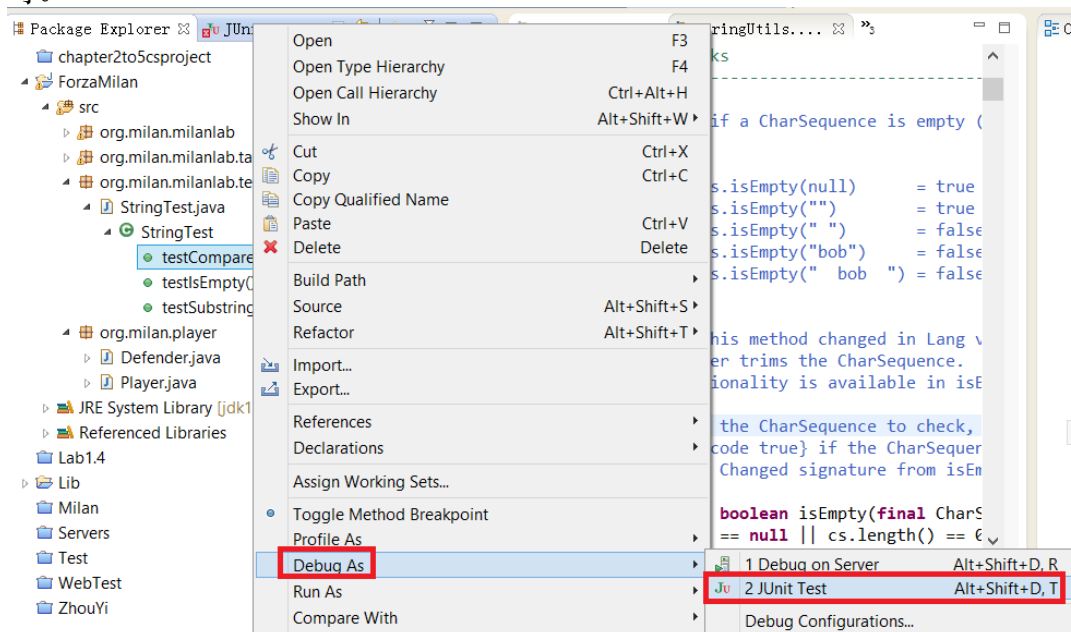 Package Explorer JUni
chapter2to5csproject
ForzaMilan
src
org.milan.milanlab
org.milan.milanlab.ta
org.milan.milanlab.te
StringTest.java
StringTest
testCompare
testIsEmpty()
testSubstring
org.milan.player
Defender.java
Player.java
JRE System Library [jdk1
Referenced Libraries
Lab1.4
Lib
Milan
Servers
Test
WebTest
ZhouYi
Open F3
Open Type Hierarchy F4
Open Call Hierarchy Ctrl+Alt+H
Show In Alt+Shift+W
Cut Ctrl+X
Copy Ctrl+C
Copy Qualified Name
Paste Ctrl+V
Delete Delete
Build Path
Source Alt+Shift+S
Refactor Alt+Shift+T
Import...
Export...
References
Declarations
Assign Working Sets...
Toggle Method Breakpoint
Profile As
Debug As
Run As
Compare With
1 Debug on Server Alt+Shift+D, R
Ju 2 JUnit Test Alt+Shift+D, T
Debug Configurations...
ringUtils.... »3
ks
--------------------------------
if a CharSequence is empty (
s.isEmpty(null) = true
s.isEmpty("") = true
s.isEmpty(" ") = false
s.isEmpty("bob") = false
s.isEmpty("  bob  ") = false
his method changed in Lang v
er trims the CharSequence.
ionality is available in isB
the CharSequence to check,
code true} if the CharSequen
Changed signature from isEm
boolean isEmpty(final CharS
== null || cs.length() == 0